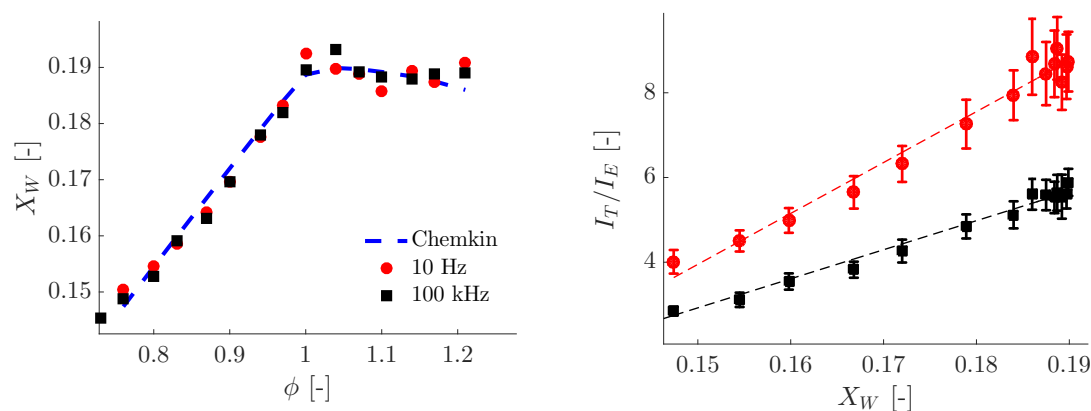 0.19
0.18
0.17
0.16
0.15
X_W [-]
0.8 0.9 1 1.1 1.2
ϕ [-]
Chemkin
10 Hz
100 kHz
8
6
4
I_T/I_E [-]
0.15 0.16 0.17 0.18 0.19
X_W [-]